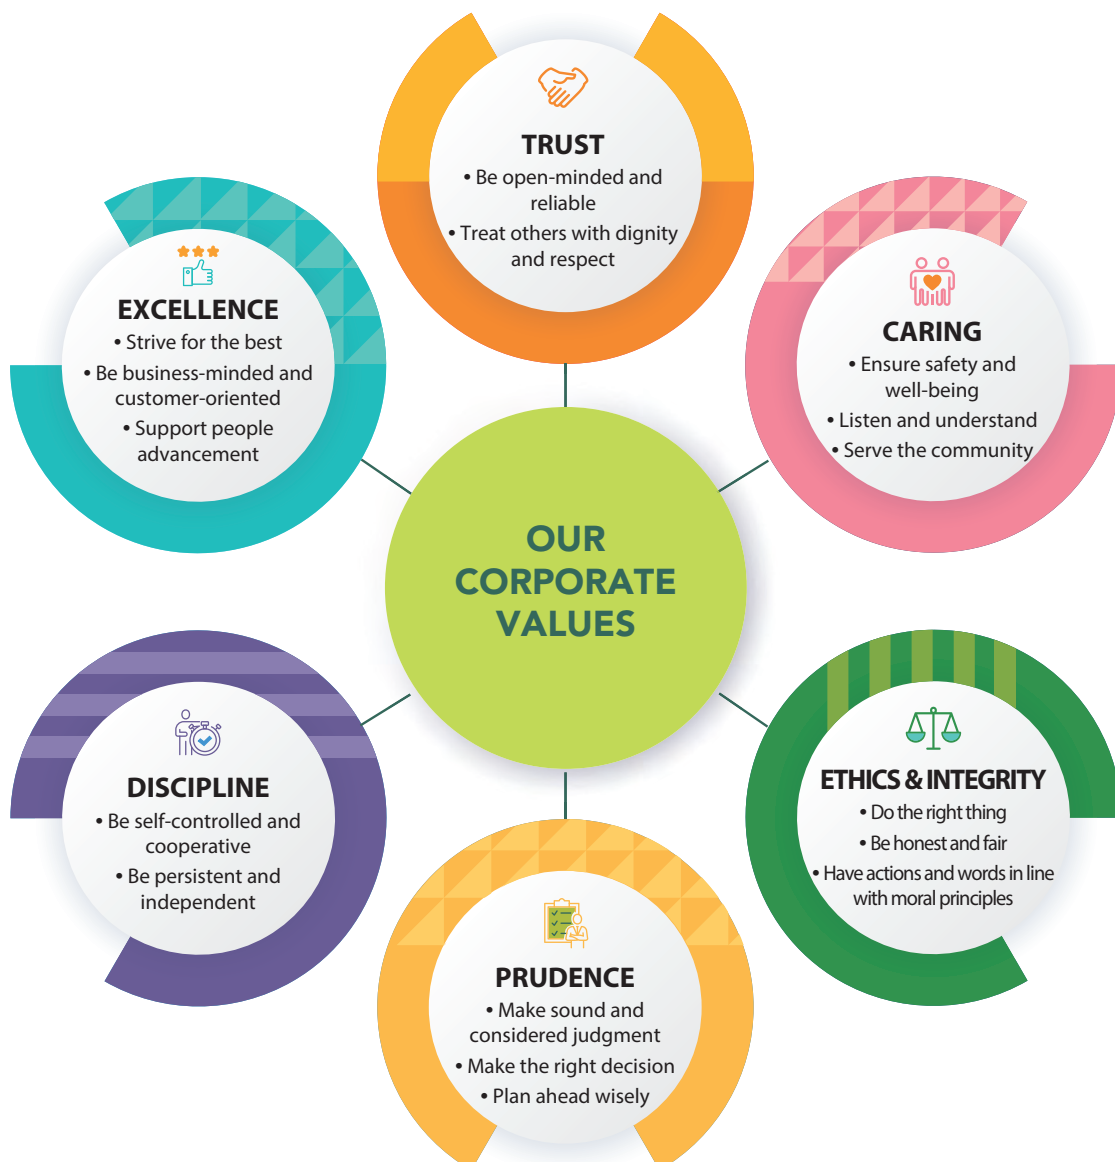 TRUST
• Be open-minded and
reliable
• Treat others with dignity
and respect
EXCELLENCE
• Strive for the best
• Be business-minded and
customer-oriented
• Support people
advancement
CARING
• Ensure safety and
well-being
• Listen and understand
• Serve the community
OUR
CORPORATE
VALUES
DISCIPLINE
• Be self-controlled and
cooperative
• Be persistent and
independent
ETHICS & INTEGRITY
• Do the right thing
• Be honest and fair
• Have actions and words in line
with moral principles
PRUDENCE
• Make sound and
considered judgment
• Make the right decision
• Plan ahead wisely